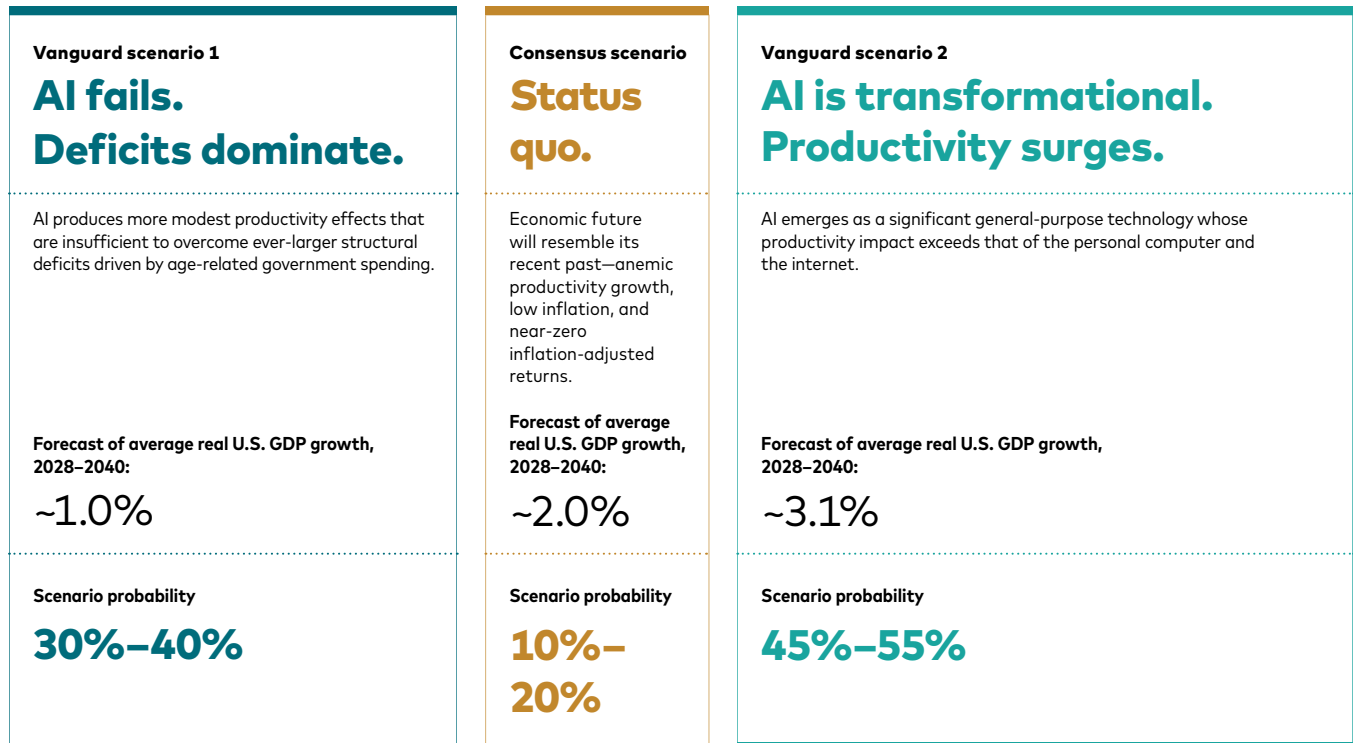 Vanguard scenario 1
AI fails.
Deficits dominate.
AI produces more modest productivity effects that
are insufficient to overcome ever-larger structural
deficits driven by age-related government spending.
Forecast of average real U.S. GDP growth,
2028–2040:
~1.0%
Scenario probability
30%–40%
Consensus scenario
Status
quo.
Economic future
will resemble its
recent past—anemic
productivity growth,
low inflation, and
near-zero
inflation-adjusted
returns.
Forecast of average
real U.S. GDP growth,
2028–2040:
~2.0%
Scenario probability
10%–
20%
Vanguard scenario 2
AI is transformational.
Productivity surges.
AI emerges as a significant general-purpose technology whose
productivity impact exceeds that of the personal computer and
the internet.
Forecast of average real U.S. GDP growth,
2028–2040:
~3.1%
Scenario probability
45%–55%